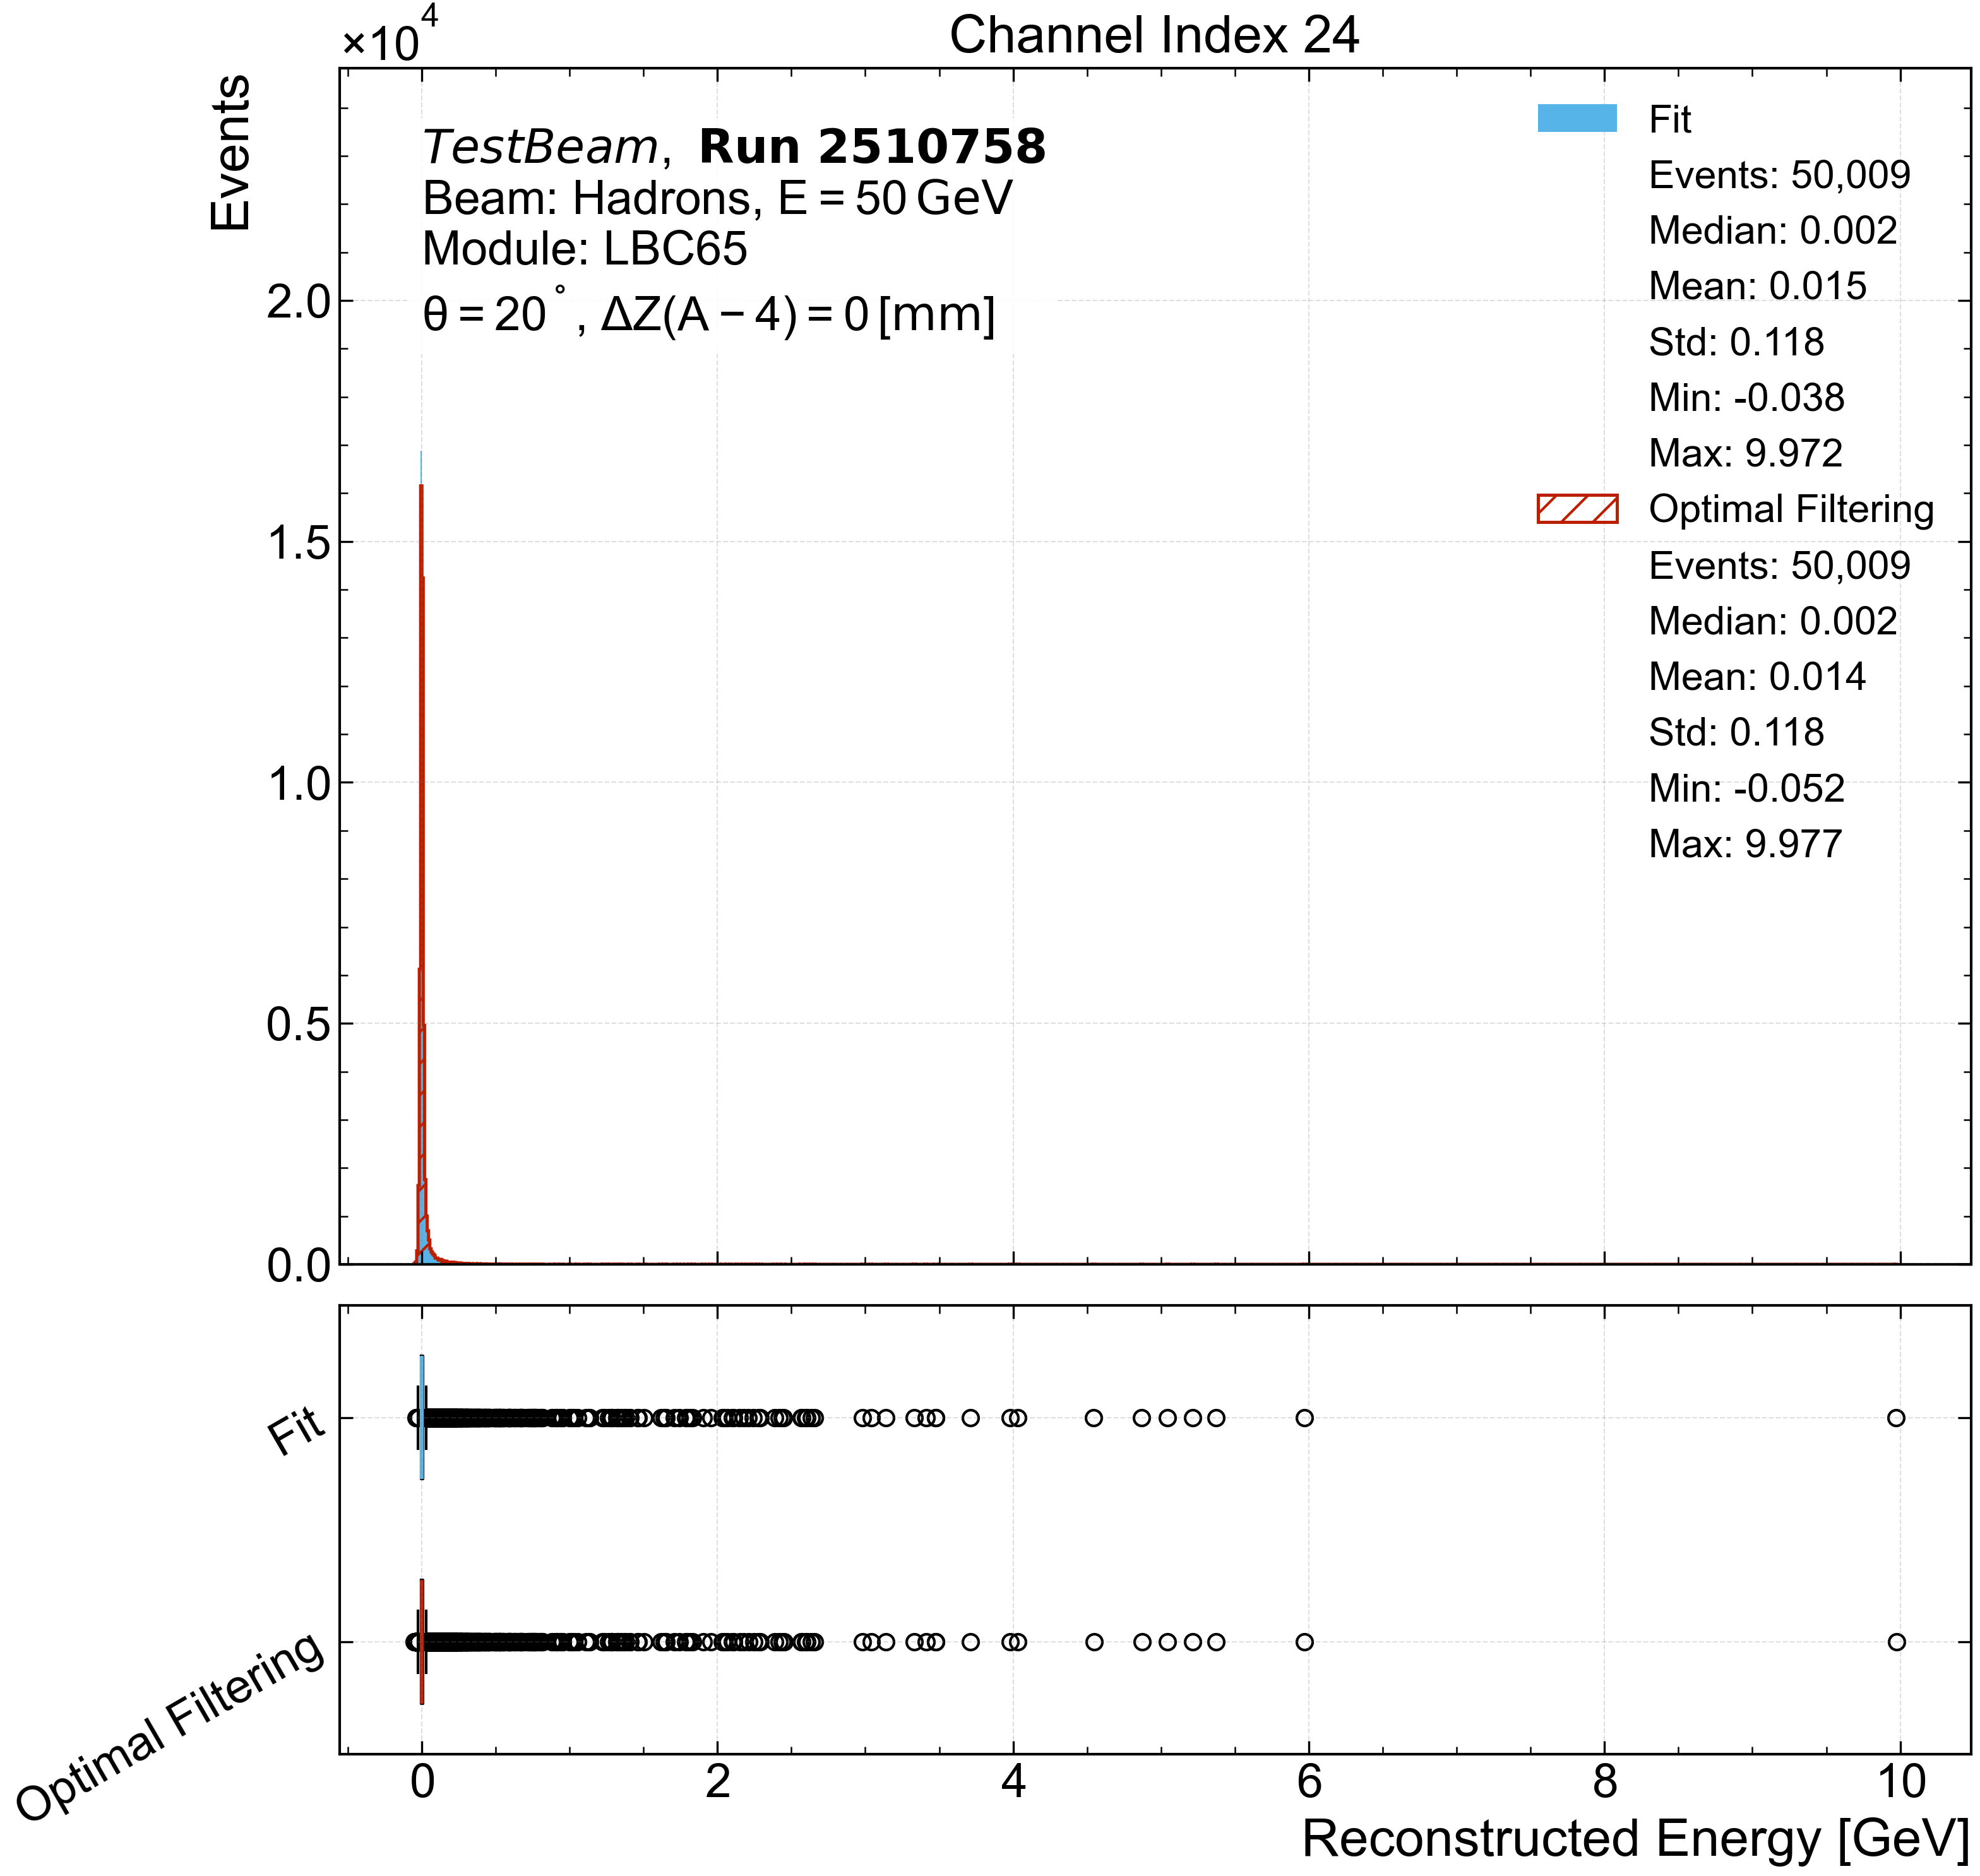 ×10⁴
Channel Index 24
Events
TestBeam, Run 2510758
Beam: Hadrons, E = 50 GeV
Module: LBC65
θ = 20°, ΔZ(A − 4) = 0 [mm]
Fit
Events: 50,009
Median: 0.002
Mean: 0.015
Std: 0.118
Min: -0.038
Max: 9.972
Optimal Filtering
Events: 50,009
Median: 0.002
Mean: 0.014
Std: 0.118
Min: -0.052
Max: 9.977
2.0
1.5
1.0
0.5
0.0
Fit
Optimal Filtering
0 2 4 6 8 10
Reconstructed Energy [GeV]